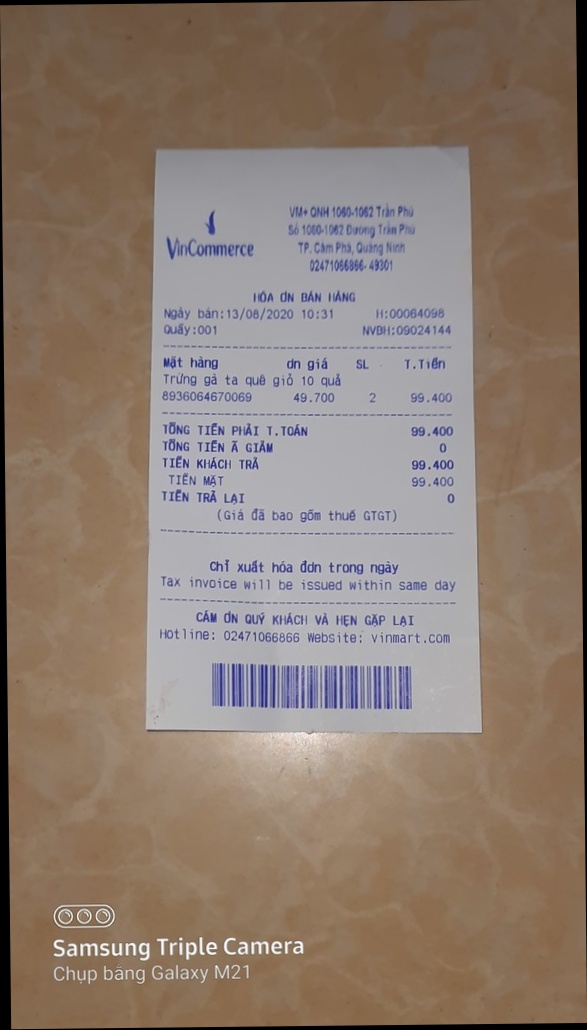 VinCommerce
VM+ QNH 1060-1062 Trần Phú
Số 1060-1062 Đường Trần Phú
TP. Cẩm Phả, Quảng Ninh
02471066866- 49301
HÓA ĐN BÁN HÀNG
Ngày bán:13/08/2020 10:31 H:00064098
Quầy:001 NVBH:09024144
Mặt hàng đn giá SL T.Tiền
Trứng gà ta quê giỏ 10 quả
8936064670069 49.700 2 99.400
TỔNG TIỀN PHẢI T.TOÁN 99.400
TỔNG TIỀN Ã GIẢM 0
TIỀN KHÁCH TRẢ 99.400
TIỀN MẶT 99.400
TIỀN TRẢ LẠI 0
(Giá đã bao gồm thuế GTGT)
Chỉ xuất hóa đơn trong ngày
Tax invoice will be issued within same day
CẢM ƠN QUÝ KHÁCH VÀ HẸN GẶP LẠI
Hotline: 02471066866 Website: vinmart.com
Samsung Triple Camera
Chụp bằng Galaxy M21